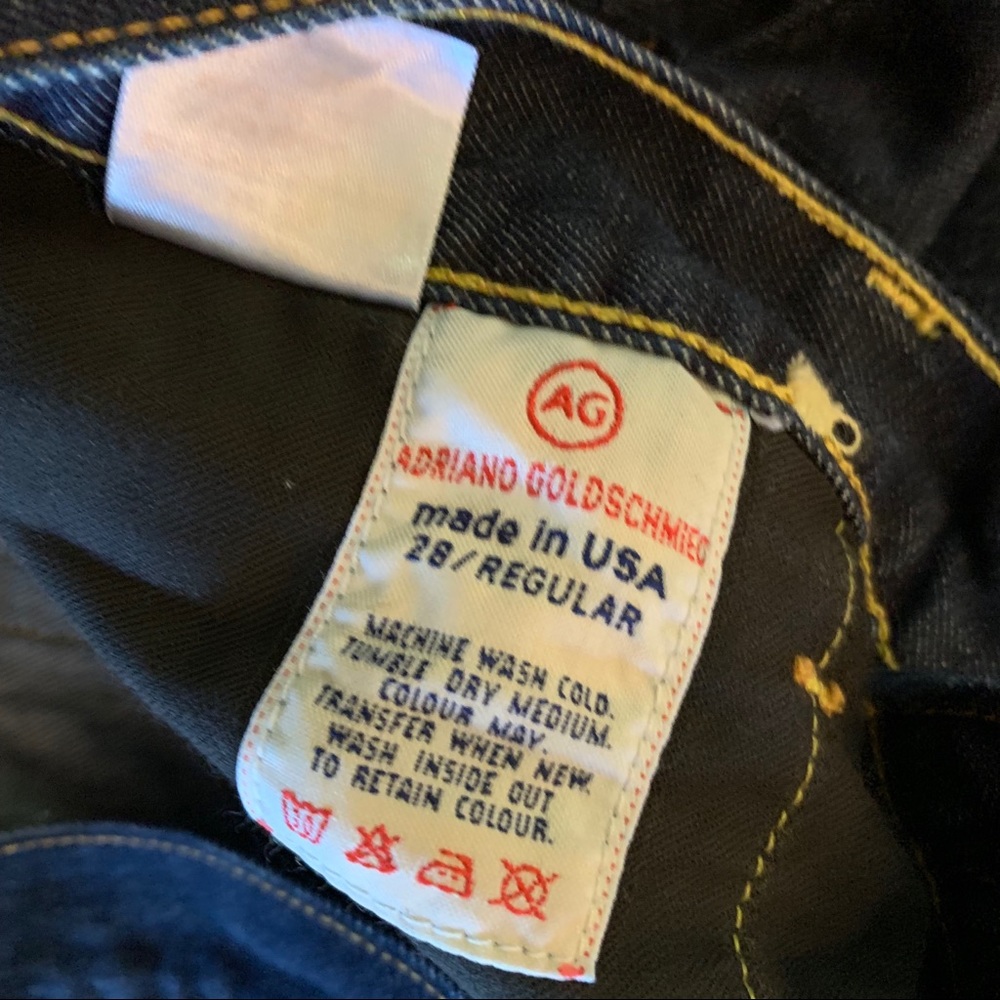 AG
ADRIANO GOLDSCHMIED
made in USA
28/REGULAR
MACHINE WASH COLD.
TUMBLE DRY MEDIUM.
COLOUR MAY.
TRANSFER WHEN NEW.
WASH INSIDE OUT
TO RETAIN COLOUR.